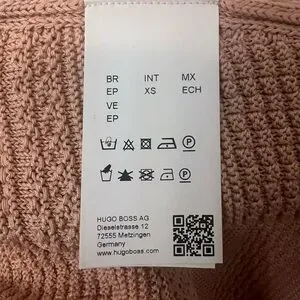 BR INT MX
EP XS ECH
VE
EP
P
P
HUGO BOSS AG
Dieselstrasse 12
72555 Metzingen
Germany
www.hugoboss.com